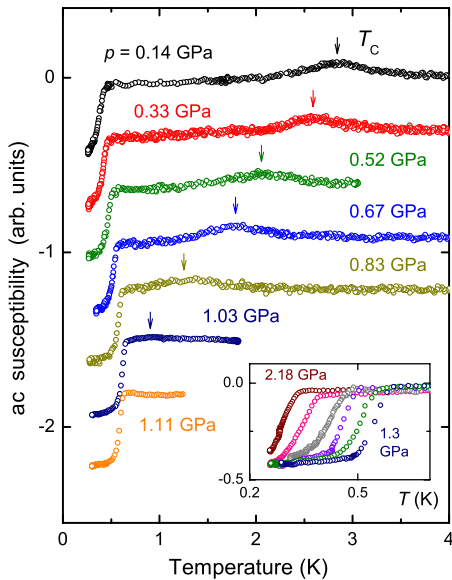 T_C
p = 0.14 GPa
0
0.33 GPa
0.52 GPa
0.67 GPa
-1
0.83 GPa
1.03 GPa
1.11 GPa
-2
ac susceptibility (arb. units)
0 1 2 3 4
Temperature (K)
0.0
2.18 GPa
1.3
GPa
-0.5
0.2 0.5
T (K)